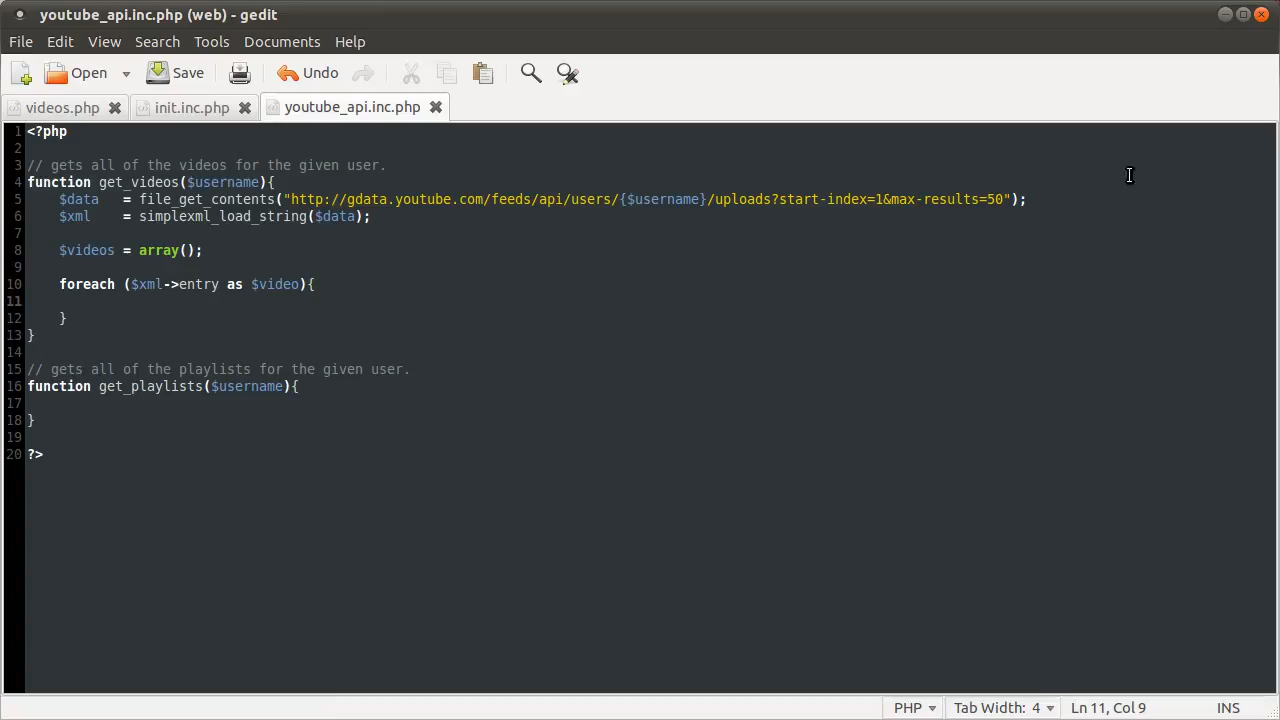 youtube_api.inc.php (web) - gedit
File Edit View Search Tools Documents Help
Open Save Undo
videos.php init.inc.php youtube_api.inc.php
1 <?php
2
3 // gets all of the videos for the given user.
4 function get_videos($username){
5     $data   = file_get_contents("http://gdata.youtube.com/feeds/api/users/{$username}/uploads?start-index=1&max-results=50");
6     $xml    = simplexml_load_string($data);
7
8     $videos = array();
9
10     foreach ($xml->entry as $video){
11
12     }
13 }
14
15 // gets all of the playlists for the given user.
16 function get_playlists($username){
17
18 }
19
20 ?>
PHP Tab Width: 4 Ln 11, Col 9 INS